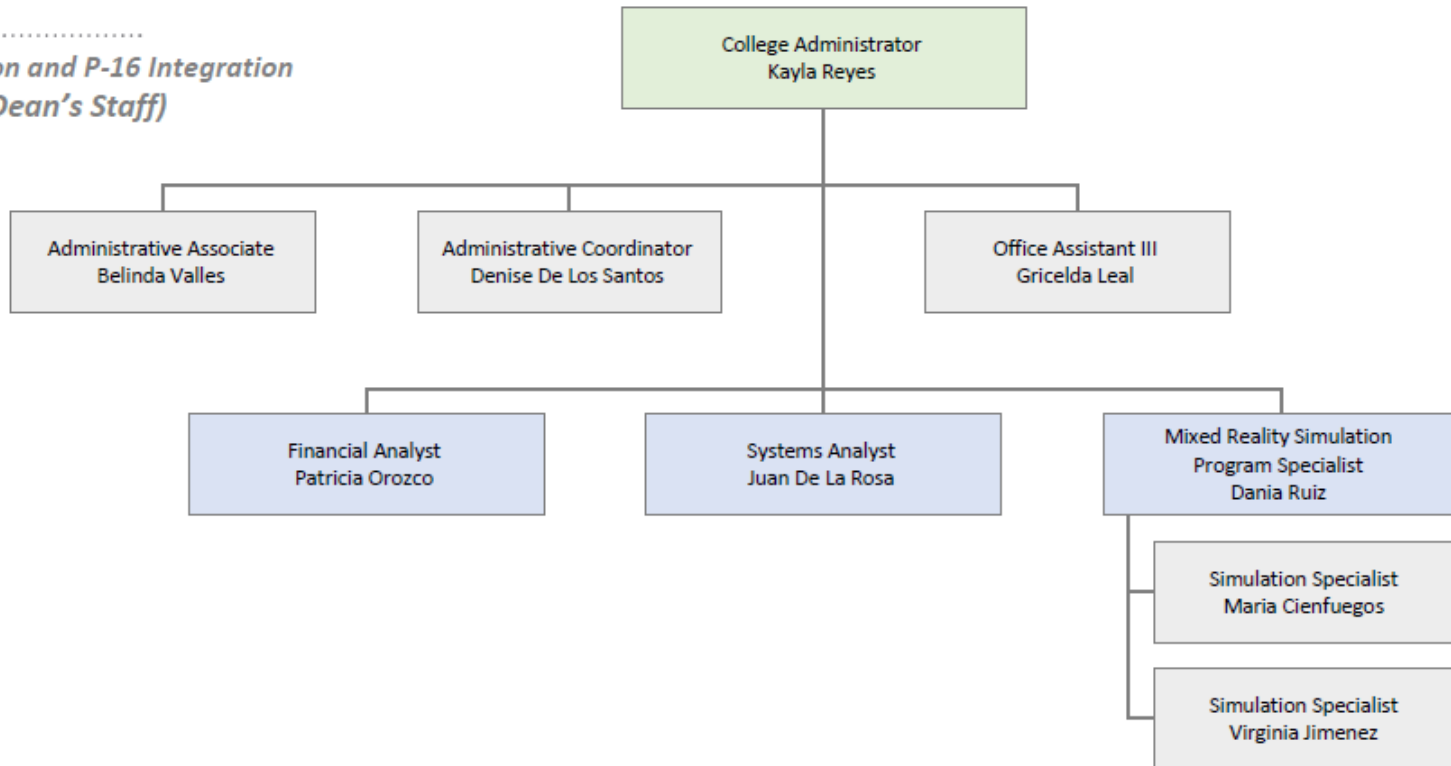 on and P-16 Integration
Dean's Staff)
College Administrator
Kayla Reyes
Administrative Associate
Belinda Valles
Administrative Coordinator
Denise De Los Santos
Office Assistant III
Gricelda Leal
Financial Analyst
Patricia Orozco
Systems Analyst
Juan De La Rosa
Mixed Reality Simulation
Program Specialist
Dania Ruiz
Simulation Specialist
Maria Cienfuegos
Simulation Specialist
Virginia Jimenez